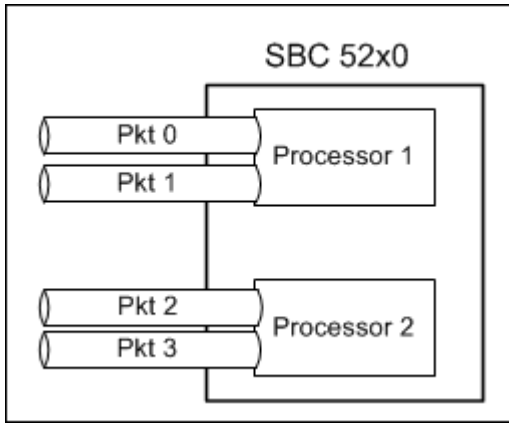 SBC 52x0
Pkt 0
Processor 1
Pkt 1
Pkt 2
Processor 2
Pkt 3